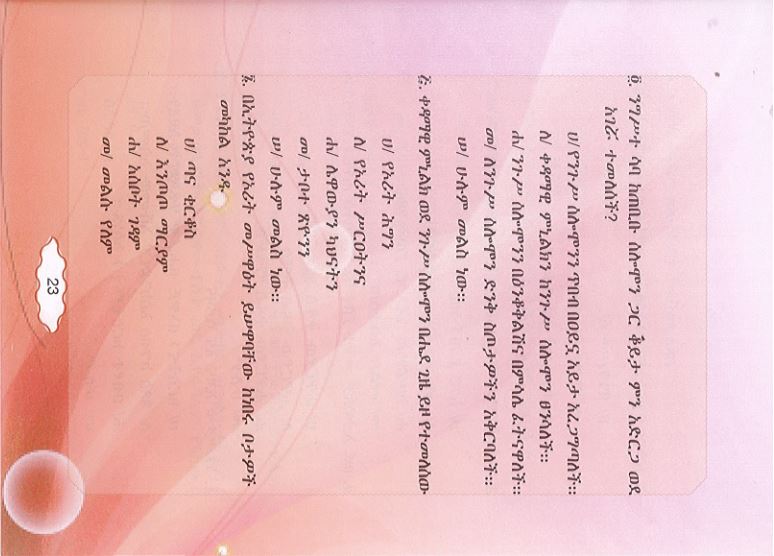 ፬. ንግሥተ ሳባ ከጠቢቡ ሰሎሞን ጋር ቆይታ ምን አድርጋ ወደ
አገሯ ተመለሰች?
ሀ/ የንጉሥ ሰሎሞንን ጥበብ በዐይኗ አይታ አረጋግጣለች።
ለ/ ቀዳማዊ ምኒልክን ከንጉሥ ሰሎሞን ፀንሳለች።
ሐ/ ንጉሥ ሰሎሞንን በዕንቆቅልሽና በምሳሌ ፈትናዋለች።
መ/ ለንጉሥ ሰሎሞን ድንቅ ስጦታዎችን አቅርባለች።
ሠ/ ሁሉም መልስ ነው።
፭. ቀዳማዊ ምኒልክ ወደ ንጉሥ ሰሎሞን በሔደ ጊዜ ይዞ የተመለሰው
ሀ/ የኦሪት ሕግን
ለ/ የኦሪት ሥርዐትንና
ሐ/ ሌዋውያን ካህናትን
መ/ ታቦተ ጽዮንን
ሠ/ ሁሉም መልስ ነው።
፮. በኢትዮጵያ የኦሪት መሥዋዕት ይሠዋባቸው ከነበሩ ቦታዎች
መካከል አንዱ
ሀ/ ጣና ቂርቆስ
ለ/ እንጦጦ ማርያም
ሐ/ አሰቦት ገዳም
መ/ መልሱ የለም
23